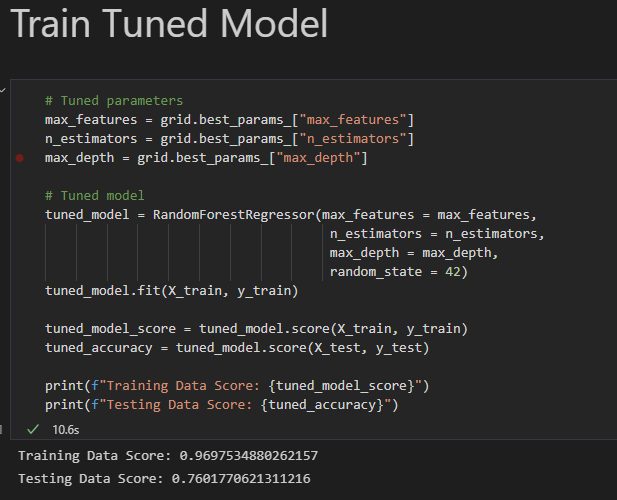 Train Tuned Model
# Tuned parameters
max_features = grid.best_params_["max_features"]
n_estimators = grid.best_params_["n_estimators"]
max_depth = grid.best_params_["max_depth"]
# Tuned model
tuned_model = RandomForestRegressor(max_features = max_features,
n_estimators = n_estimators,
max_depth = max_depth,
random_state = 42)
tuned_model.fit(X_train, y_train)
tuned_model_score = tuned_model.score(X_train, y_train)
tuned_accuracy = tuned_model.score(X_test, y_test)
print(f"Training Data Score: {tuned_model_score}")
print(f"Testing Data Score: {tuned_accuracy}")
10.6s
Training Data Score: 0.9697534880262157
Testing Data Score: 0.7601770621311216